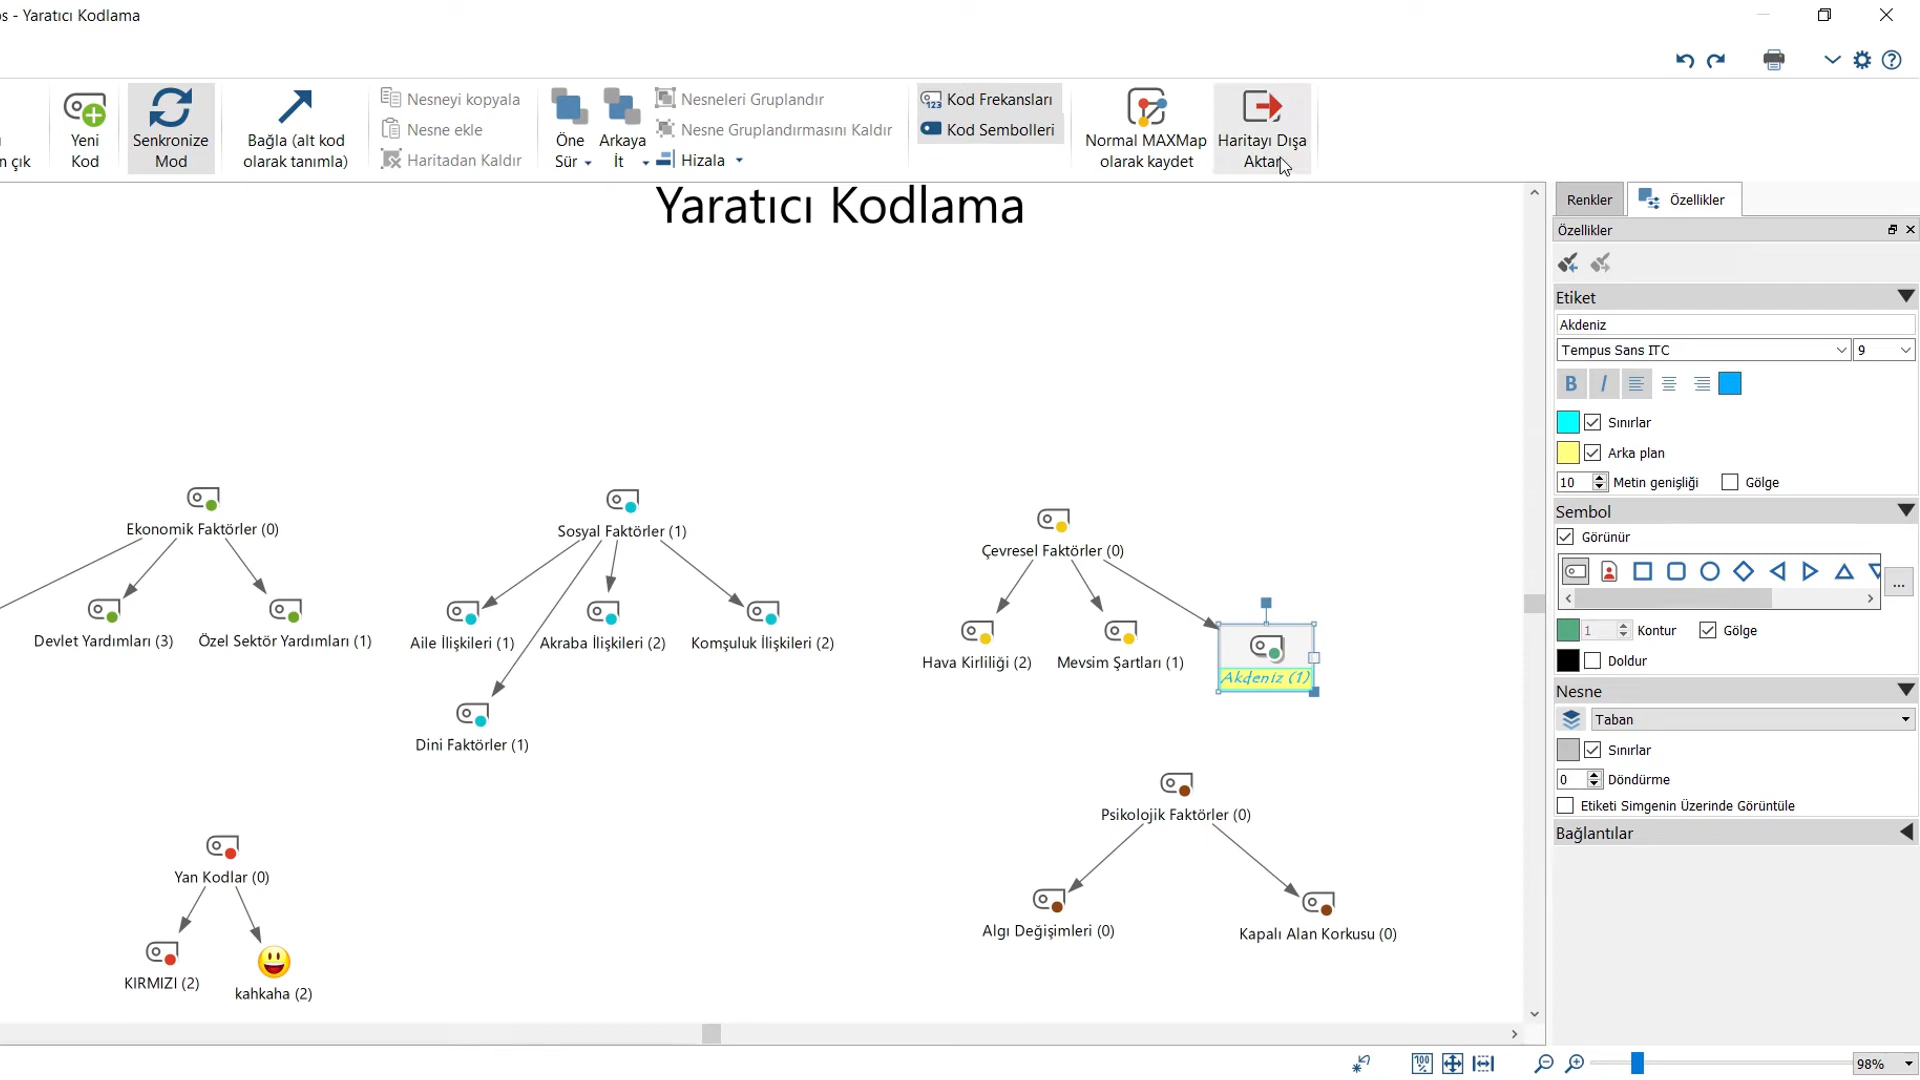 os - Yaratıcı Kodlama
Yeni
Kod
n çık
Senkronize
Mod
Bağla (alt kod
olarak tanımla)
Nesneyi kopyala
Nesne ekle
Haritadan Kaldır
Öne
Sür
Arkaya
İt
Nesneleri Gruplandır
Nesne Gruplandırmasını Kaldır
Hizala
Kod Frekansları
Kod Sembolleri
Normal MAXMap
olarak kaydet
Haritayı Dışa
Aktar
Yaratıcı Kodlama
Ekonomik Faktörler (0)
Devlet Yardımları (3)
Özel Sektör Yardımları (1)
Sosyal Faktörler (1)
Aile İlişkileri (1)
Akraba İlişkileri (2)
Komşuluk İlişkileri (2)
Dini Faktörler (1)
Çevresel Faktörler (0)
Hava Kirliliği (2)
Mevsim Şartları (1)
Akdeniz (1)
Psikolojik Faktörler (0)
Algı Değişimleri (0)
Kapalı Alan Korkusu (0)
Yan Kodlar (0)
KIRMIZI (2)
kahkaha (2)
Renkler
Özellikler
Özellikler
Etiket
Akdeniz
Tempus Sans ITC
9
B I
Sınırlar
Arka plan
10 Metin genişliği
Gölge
Sembol
Görünür
...
1 Kontur
Gölge
Doldur
Nesne
Taban
Sınırlar
0 Döndürme
Etiketi Simgenin Üzerinde Görüntüle
Bağlantılar
98%